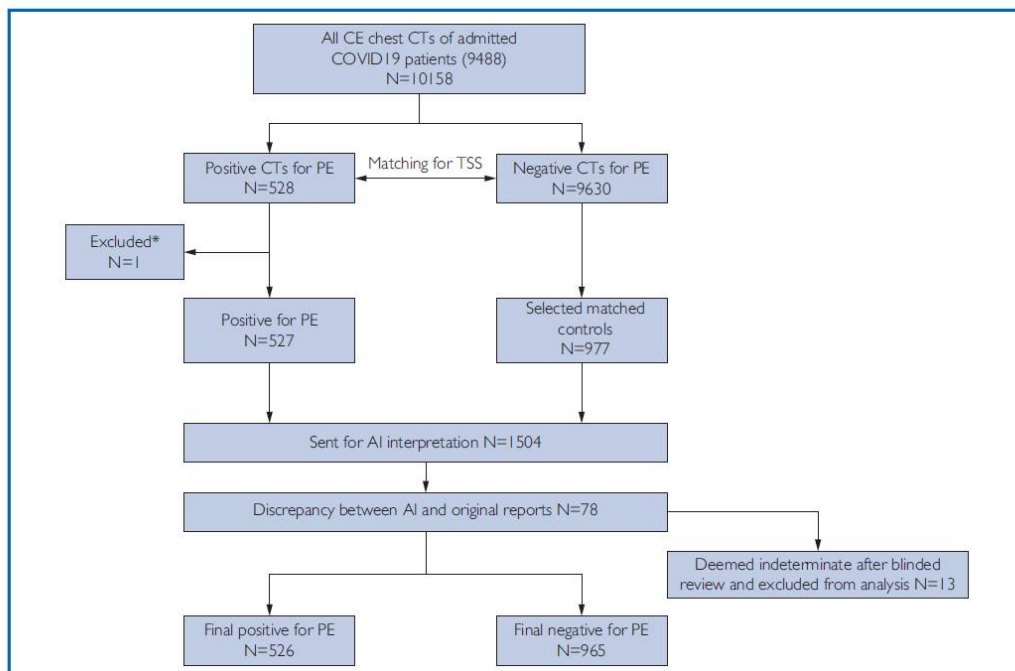 All CE chest CTs of admitted
COVID19 patients (9488)
N=10158
Positive CTs for PE
N=528
Matching for TSS
Negative CTs for PE
N=9630
Excluded*
N=1
Positive for PE
N=527
Selected matched
controls
N=977
Sent for AI interpretation N=1504
Discrepancy between AI and original reports N=78
Deemed indeterminate after blinded
review and excluded from analysis N=13
Final positive for PE
N=526
Final negative for PE
N=965